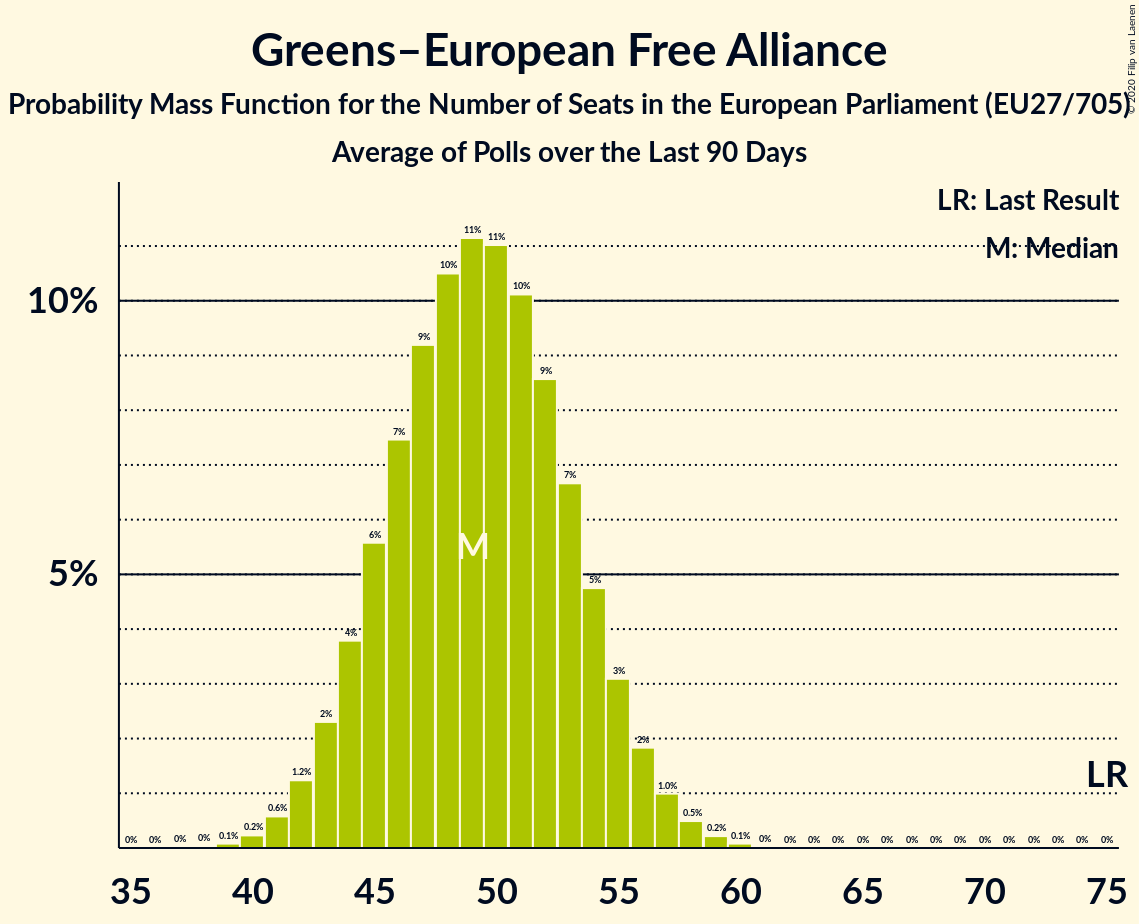 Greens–European Free Alliance
Probability Mass Function for the Number of Seats in the European Parliament (EU27/705)
Average of Polls over the Last 90 Days
© 2020 Filip van Laenen
LR: Last Result
M: Median
10%
5%
0% 0% 0% 0% 0.1% 0.2% 0.6% 1.2% 2% 4% 6% 7% 9% 10% 11% 11% 10% 9% 7% 5% 3% 2% 1.0% 0.5% 0.2% 0.1% 0% 0% 0% 0% 0% 0% 0% 0% 0% 0% 0% 0% 0% 0% 0%
M
LR
35 40 45 50 55 60 65 70 75